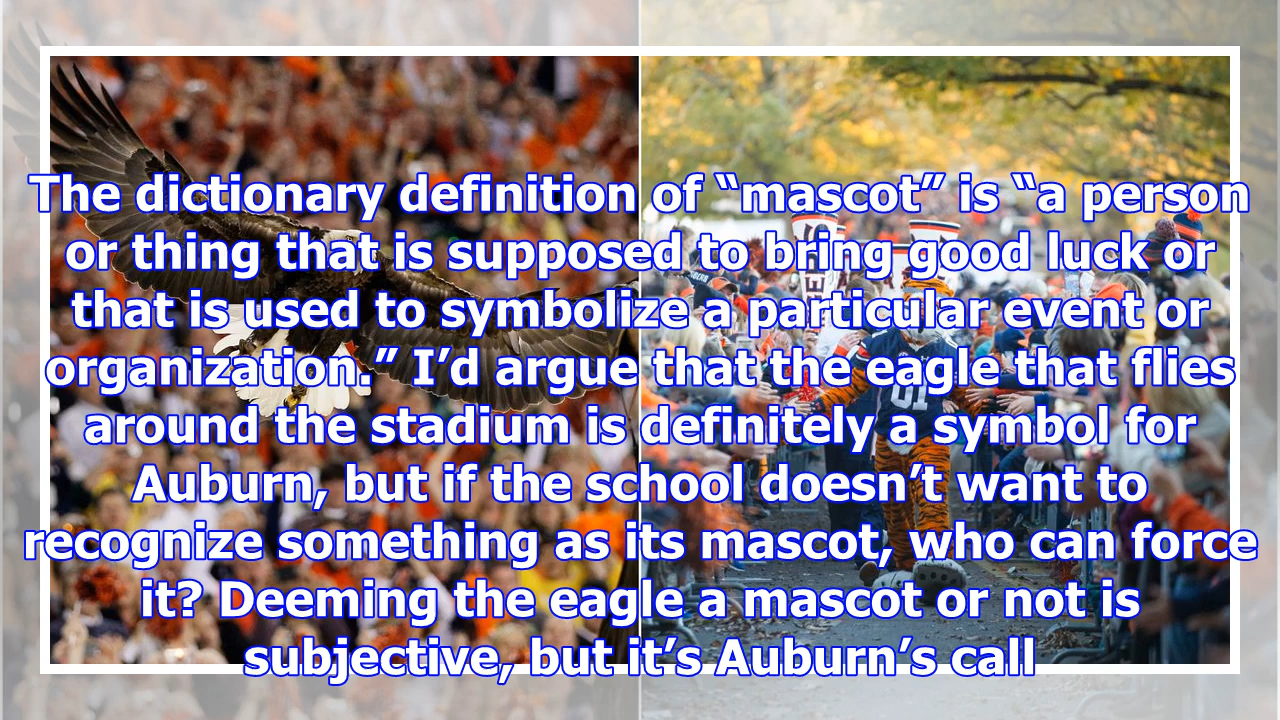 The dictionary definition of “mascot” is “a person
or thing that is supposed to bring good luck or
that is used to symbolize a particular event or
organization.” I’d argue that the eagle that flies
around the stadium is definitely a symbol for
Auburn, but if the school doesn’t want to
recognize something as its mascot, who can force
it? Deeming the eagle a mascot or not is
subjective, but it’s Auburn’s call
01